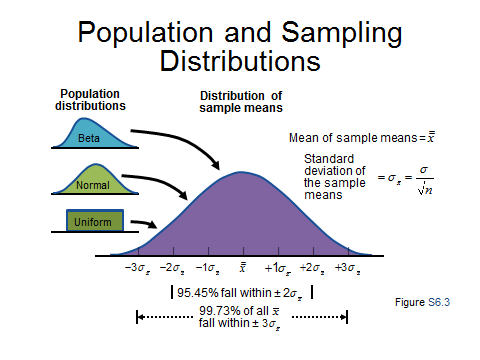 Population and Sampling
Distributions
Population
distributions
Distribution of
sample means
Beta
Normal
Uniform
Mean of sample means = x̿
Standard
deviation of
the sample
means
= σx̄ = σ/√n
−3σx̄ −2σx̄ −1σx̄ x̿ +1σx̄ +2σx̄ +3σx̄
95.45% fall within ± 2σx̄
99.73% of all x̄
fall within ± 3σx̄
Figure S6.3